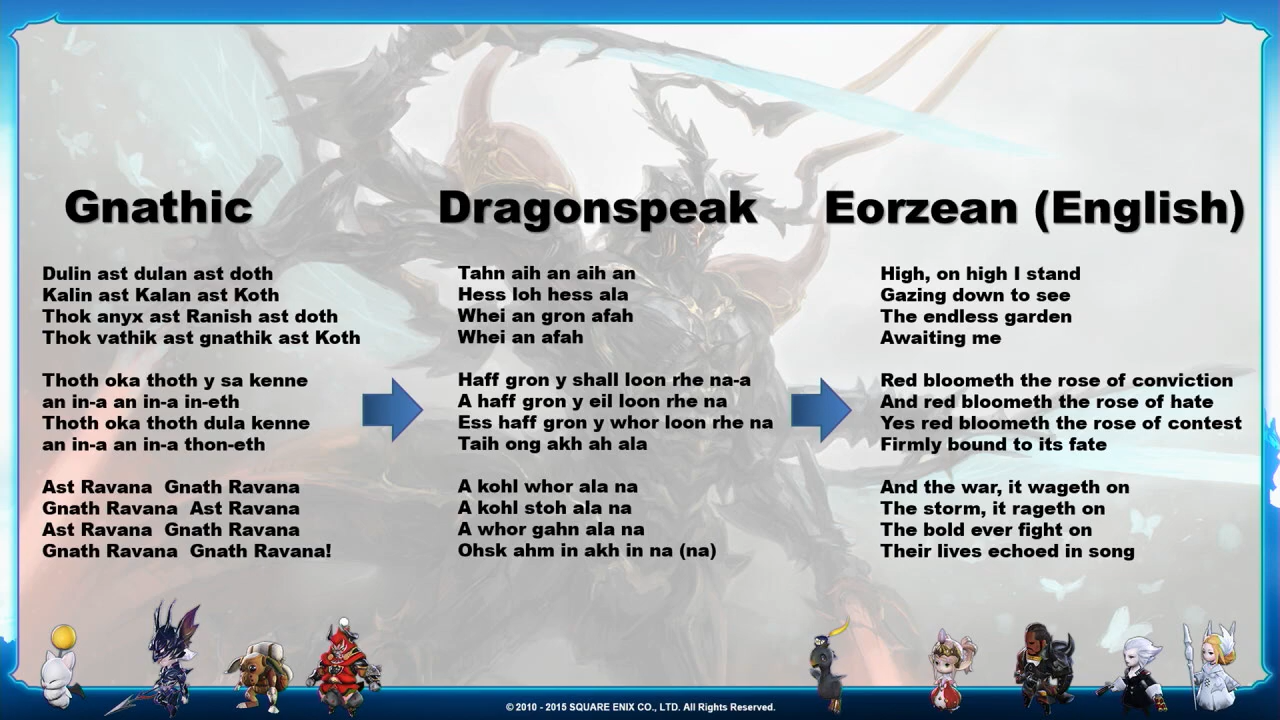 Gnathic
Dulin ast dulan ast doth
Kalin ast Kalan ast Koth
Thok anyx ast Ranish ast doth
Thok vathik ast gnathik ast Koth
Thoth oka thoth y sa kenne
an in-a an in-a in-eth
Thoth oka thoth dula kenne
an in-a an in-a thon-eth
Ast Ravana  Gnath Ravana
Gnath Ravana  Ast Ravana
Ast Ravana  Gnath Ravana
Gnath Ravana  Gnath Ravana!
Dragonspeak
Tahn aih an aih an
Hess loh hess ala
Whei an gron afah
Whei an afah
Haff gron y shall loon rhe na-a
A haff gron y eil loon rhe na
Ess haff gron y whor loon rhe na
Taih ong akh ah ala
A kohl whor ala na
A kohl stoh ala na
A whor gahn ala na
Ohsk ahm in akh in na (na)
Eorzean (English)
High, on high I stand
Gazing down to see
The endless garden
Awaiting me
Red bloometh the rose of conviction
And red bloometh the rose of hate
Yes red bloometh the rose of contest
Firmly bound to its fate
And the war, it wageth on
The storm, it rageth on
The bold ever fight on
Their lives echoed in song
© 2010 - 2015 SQUARE ENIX CO., LTD. All Rights Reserved.